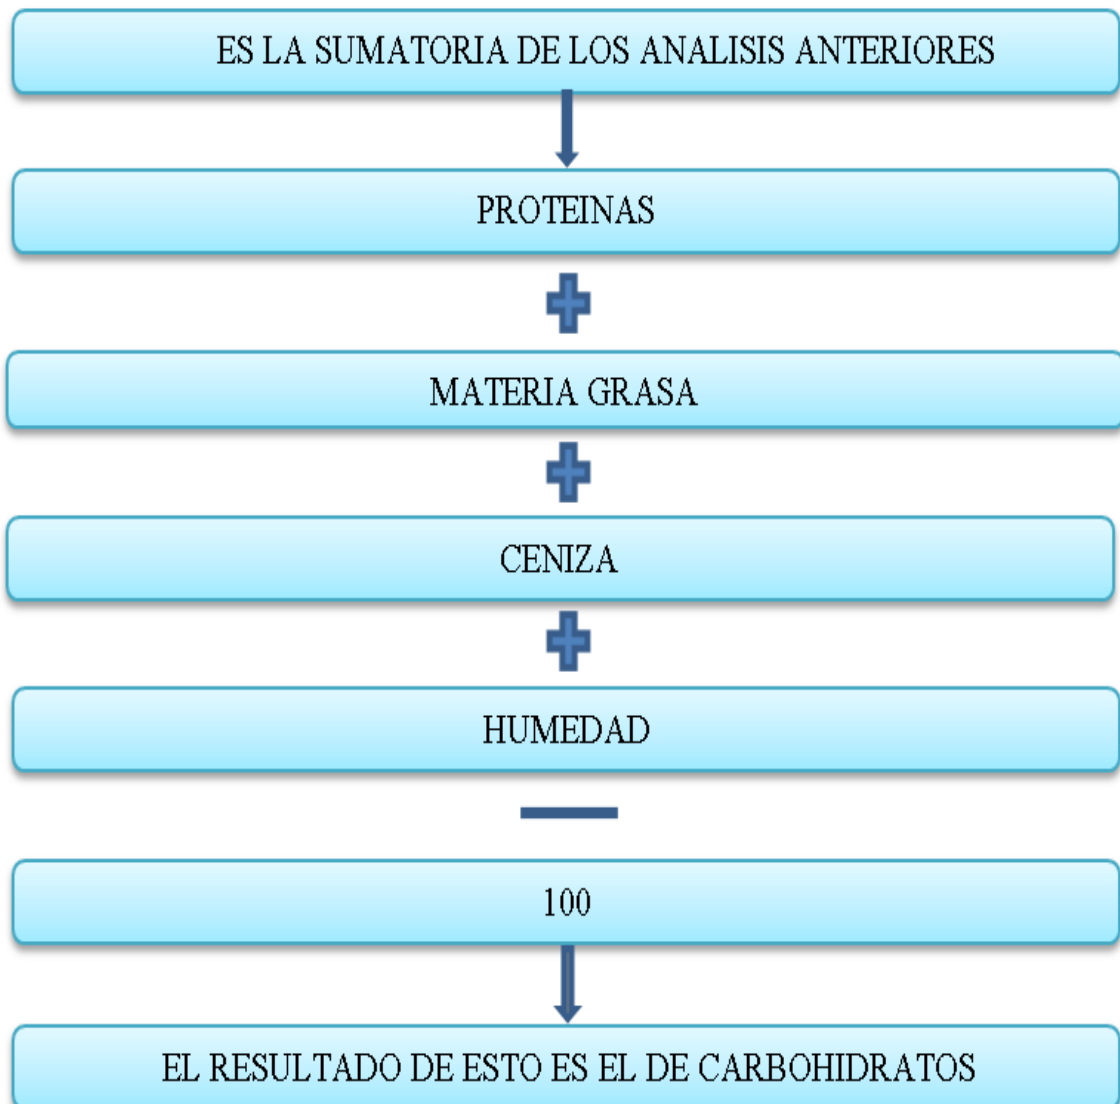 ES LA SUMATORIA DE LOS ANALISIS ANTERIORES
PROTEINAS
MATERIA GRASA
CENIZA
HUMEDAD
100
EL RESULTADO DE ESTO ES EL DE CARBOHIDRATOS